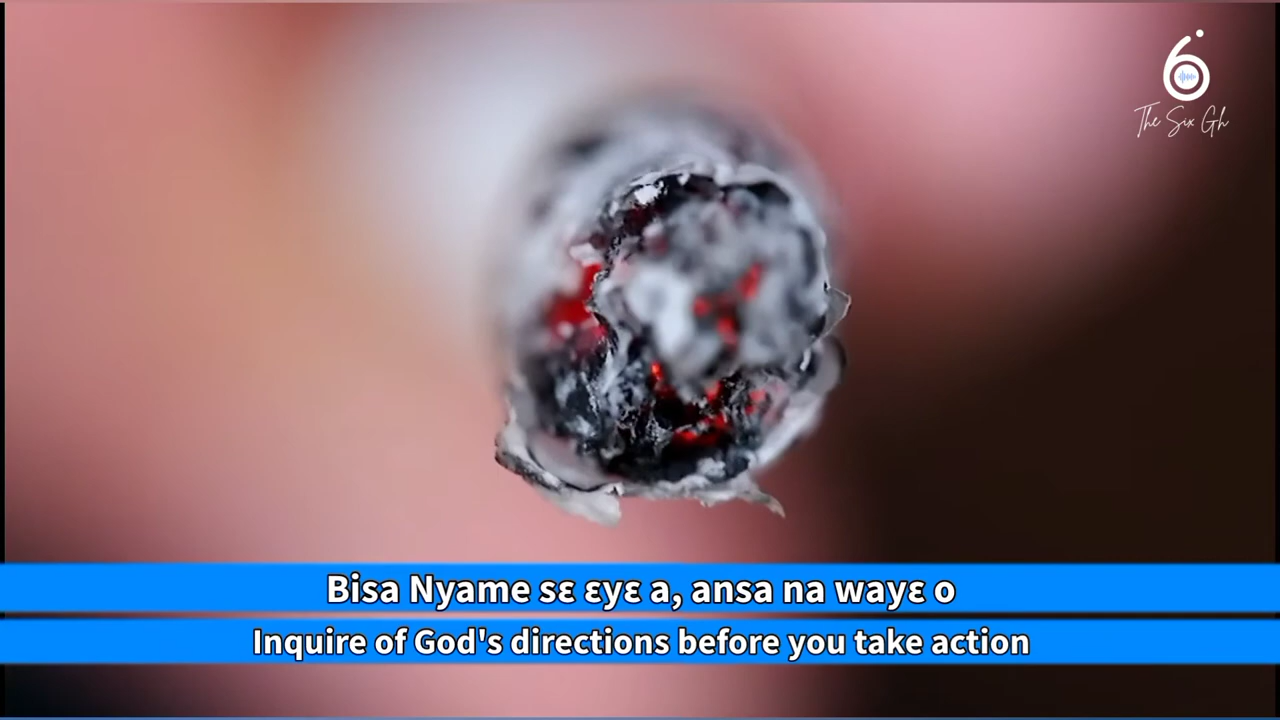 6
The Six Gh
Bisa Nyame sɛ ɛyɛ a, ansa na wayɛ o
Inquire of God's directions before you take action